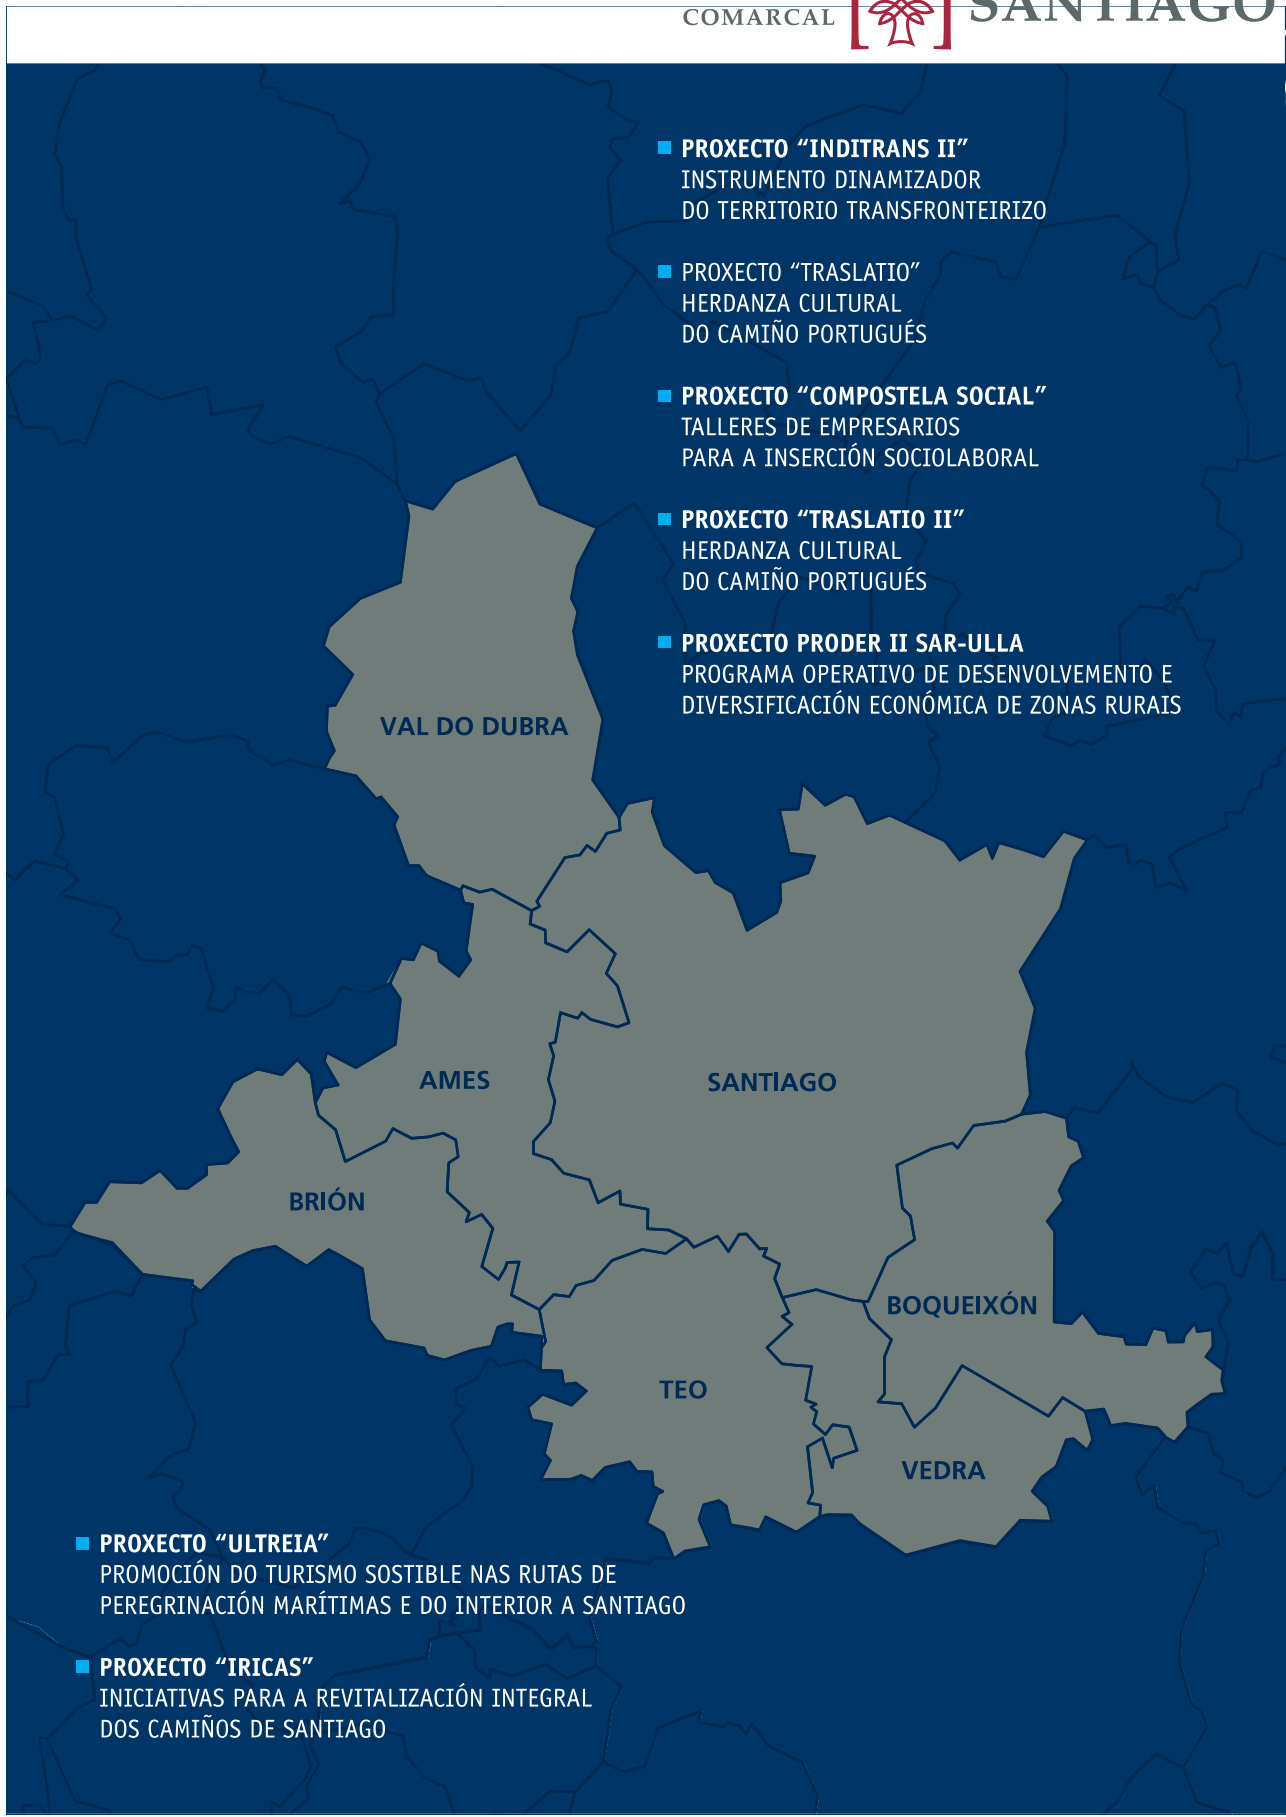 COMARCAL
SANTIAGO
PROXECTO “INDITRANS II”
INSTRUMENTO DINAMIZADOR
DO TERRITORIO TRANSFRONTEIRIZO
PROXECTO “TRASLATIO”
HERDANZA CULTURAL
DO CAMIÑO PORTUGUÉS
PROXECTO “COMPOSTELA SOCIAL”
TALLERES DE EMPRESARIOS
PARA A INSERCIÓN SOCIOLABORAL
PROXECTO “TRASLATIO II”
HERDANZA CULTURAL
DO CAMIÑO PORTUGUÉS
PROXECTO PRODER II SAR-ULLA
PROGRAMA OPERATIVO DE DESENVOLVEMENTO E
DIVERSIFICACIÓN ECONÓMICA DE ZONAS RURAIS
VAL DO DUBRA
AMES
SANTIAGO
BRIÓN
BOQUEIXÓN
TEO
VEDRA
PROXECTO “ULTREIA”
PROMOCIÓN DO TURISMO SOSTIBLE NAS RUTAS DE
PEREGRINACIÓN MARÍTIMAS E DO INTERIOR A SANTIAGO
PROXECTO “IRICAS”
INICIATIVAS PARA A REVITALIZACIÓN INTEGRAL
DOS CAMIÑOS DE SANTIAGO